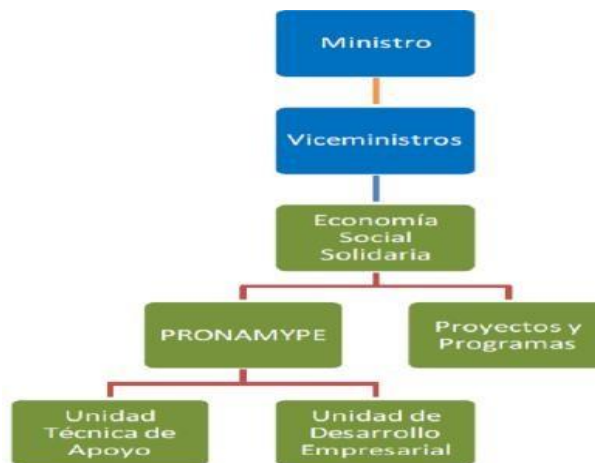 Ministro
Viceministros
Economía
Social
Solidaria
PRONAMYPE
Proyectos y
Programas
Unidad
Técnica de
Apoyo
Unidad de
Desarrollo
Empresarial